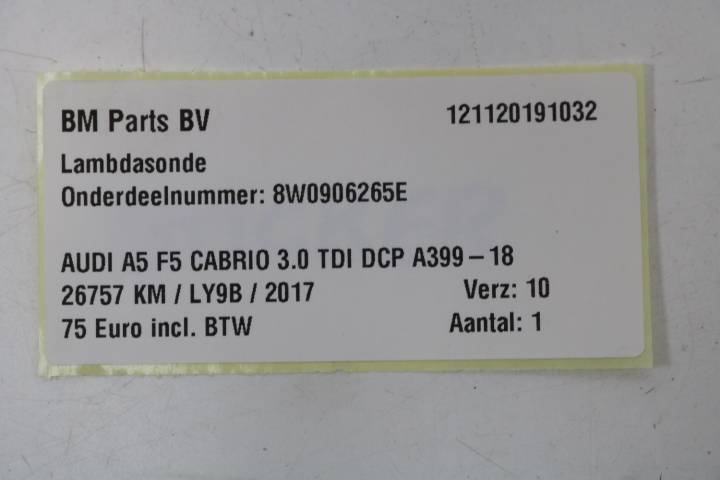 BM Parts BV 121120191032
Lambdasonde
Onderdeelnummer: 8W0906265E
AUDI A5 F5 CABRIO 3.0 TDI DCP A399-18
26757 KM / LY9B / 2017 Verz: 10
75 Euro incl. BTW Aantal: 1